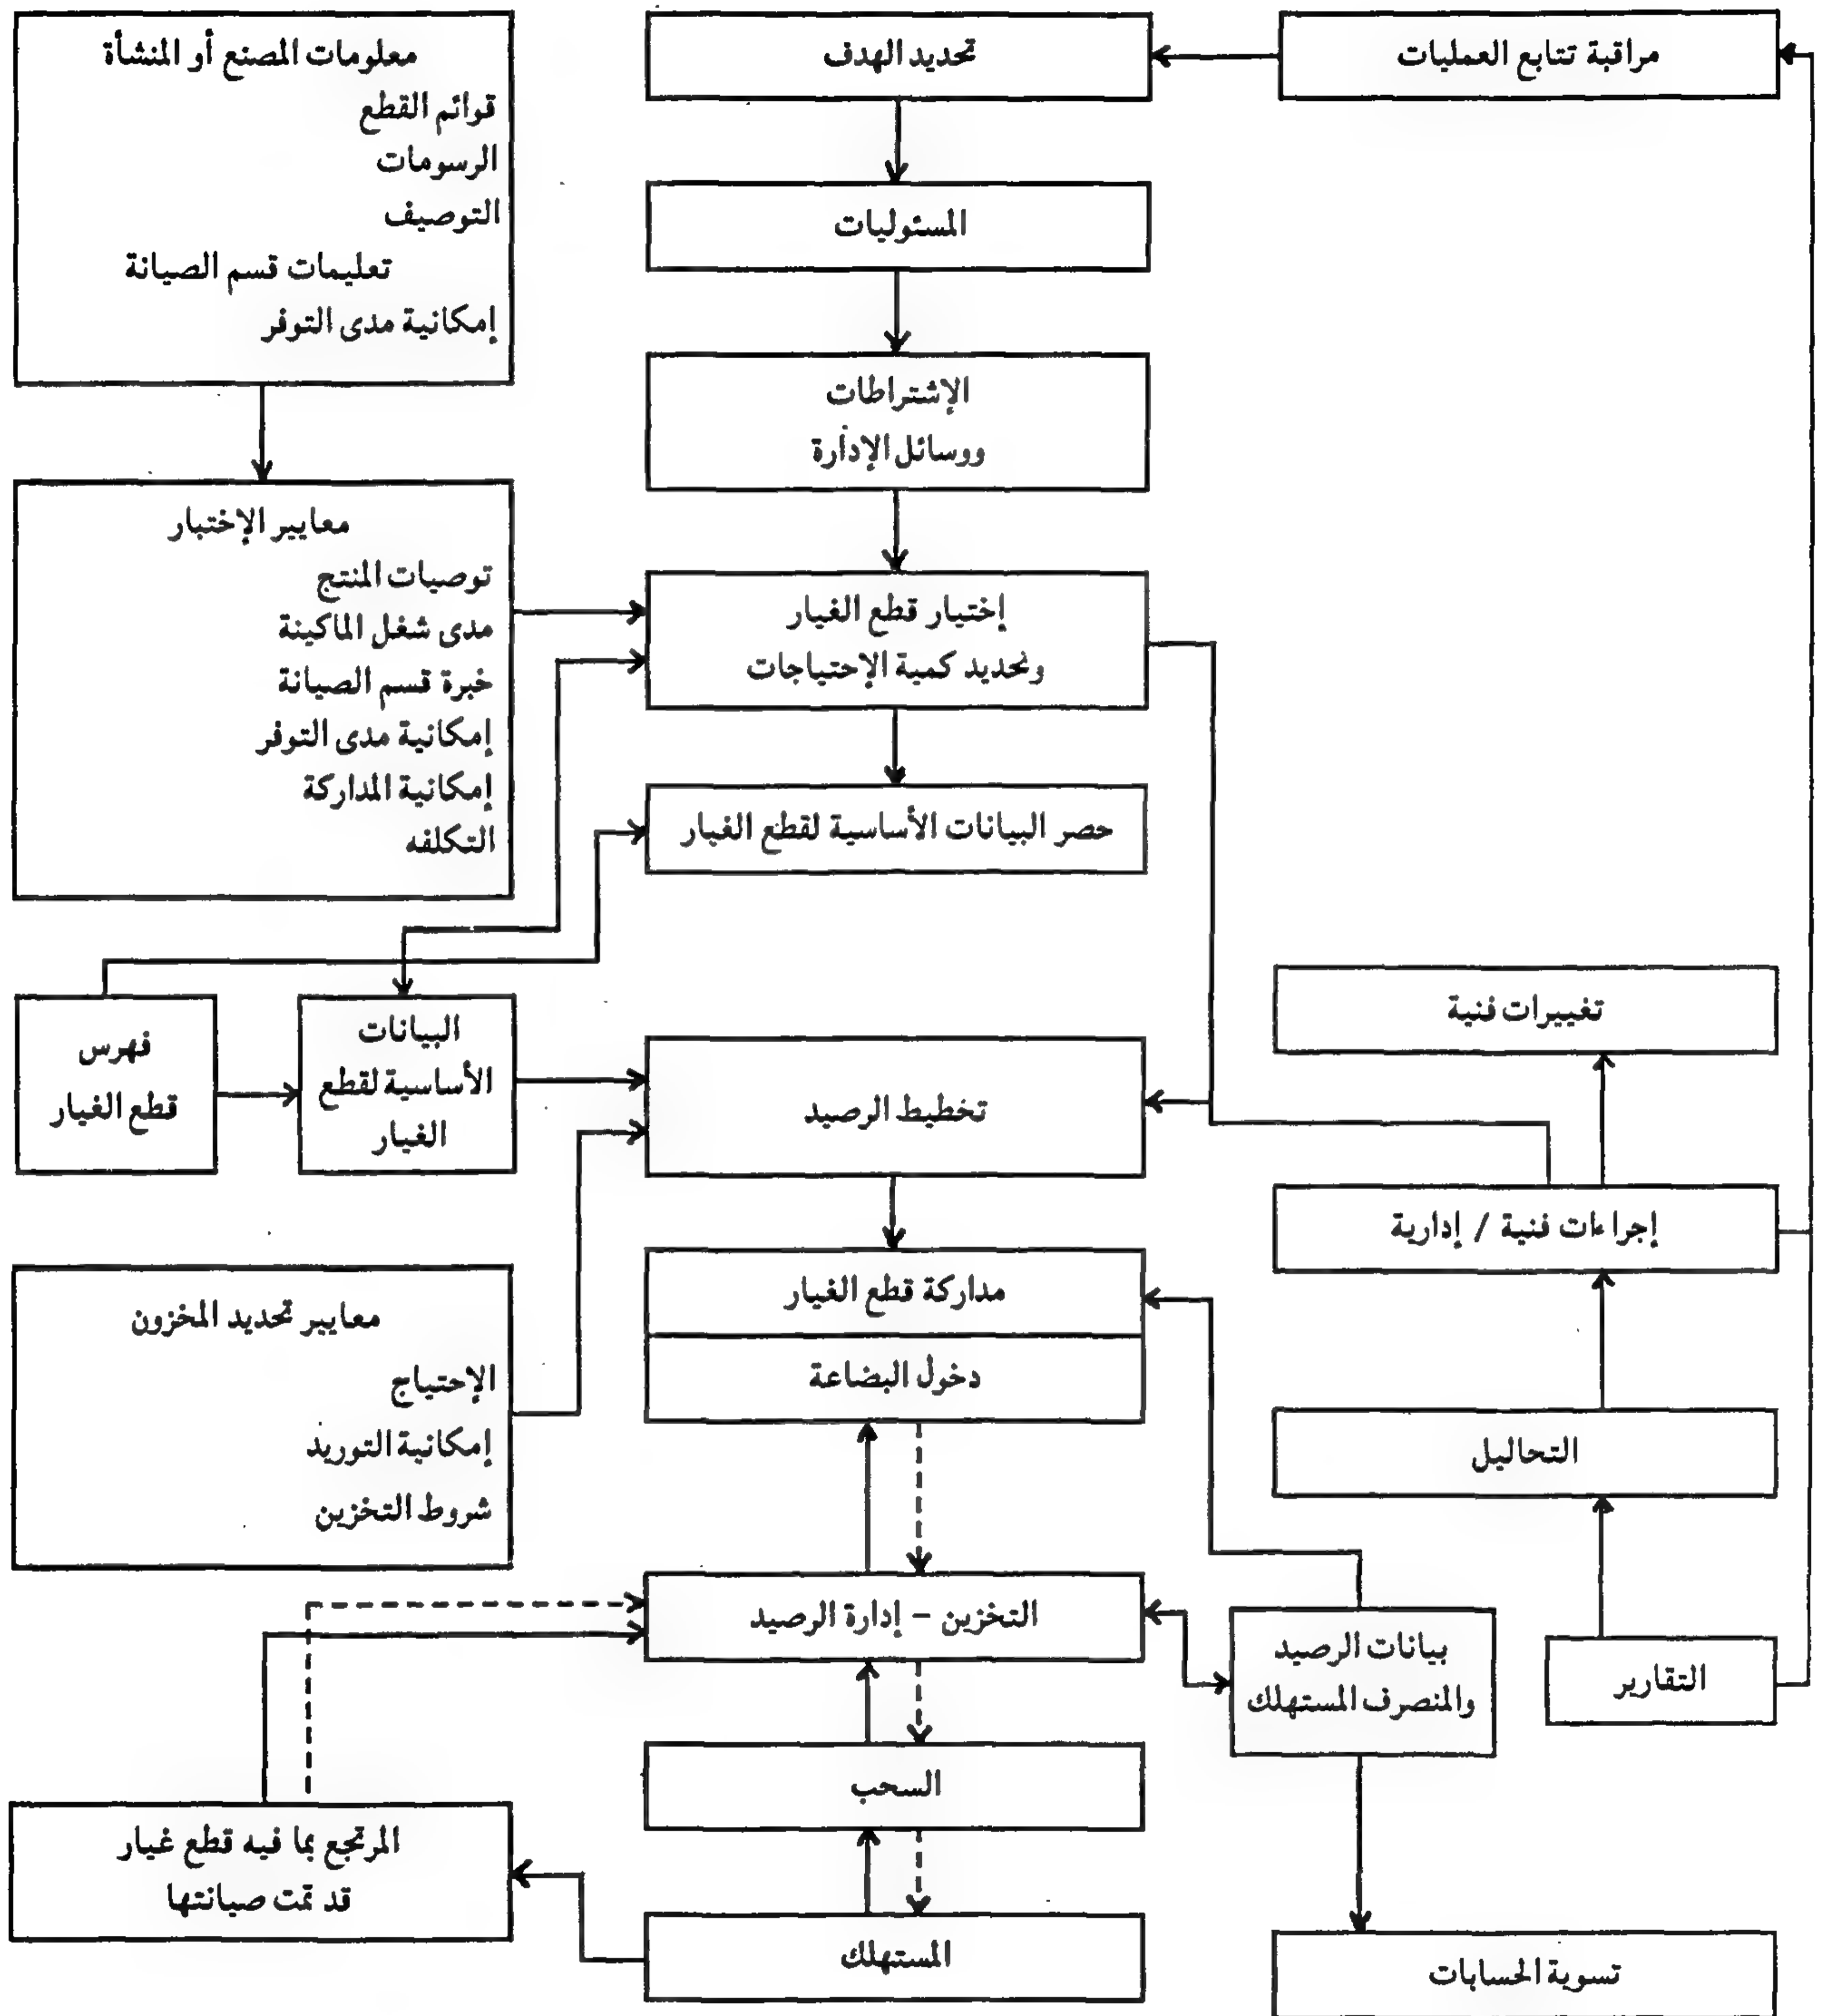 معلومات المصنع أو المنشأة
قوائم القطع
الرسومات
التوصيف
تعليمات قسم الصيانة
إمكانية مدى التوفر
تحديد الهدف
مراقبة تتابع العمليات
المسئوليات
الإشتراطات
ووسائل الإدارة
معايير الإختبار
توصيات المنتج
مدى شغل الماكينة
خبرة قسم الصيانة
إمكانية مدى التوفر
إمكانية المداركة
التكلفه
إختيار قطع الغيار
وتحديد كمية الإحتياجات
حصر البيانات الأساسية لقطع الغيار
فهرس
قطع الغيار
البيانات
الأساسية لقطع
الغيار
تخطيط الرصيد
تغييرات فنية
إجراءات فنية / إدارية
معايير تحديد المخزون
الإحتياج
إمكانية التوريد
شروط التخزين
مداركة قطع الغيار
دخول البضاعة
التحاليل
التخزين – إدارة الرصيد
بيانات الرصيد
والمنصرف المستهلك
التقارير
السحب
المرتجع بما فيه قطع غيار
قد تمت صيانتها
المستهلك
تسوية الحسابات